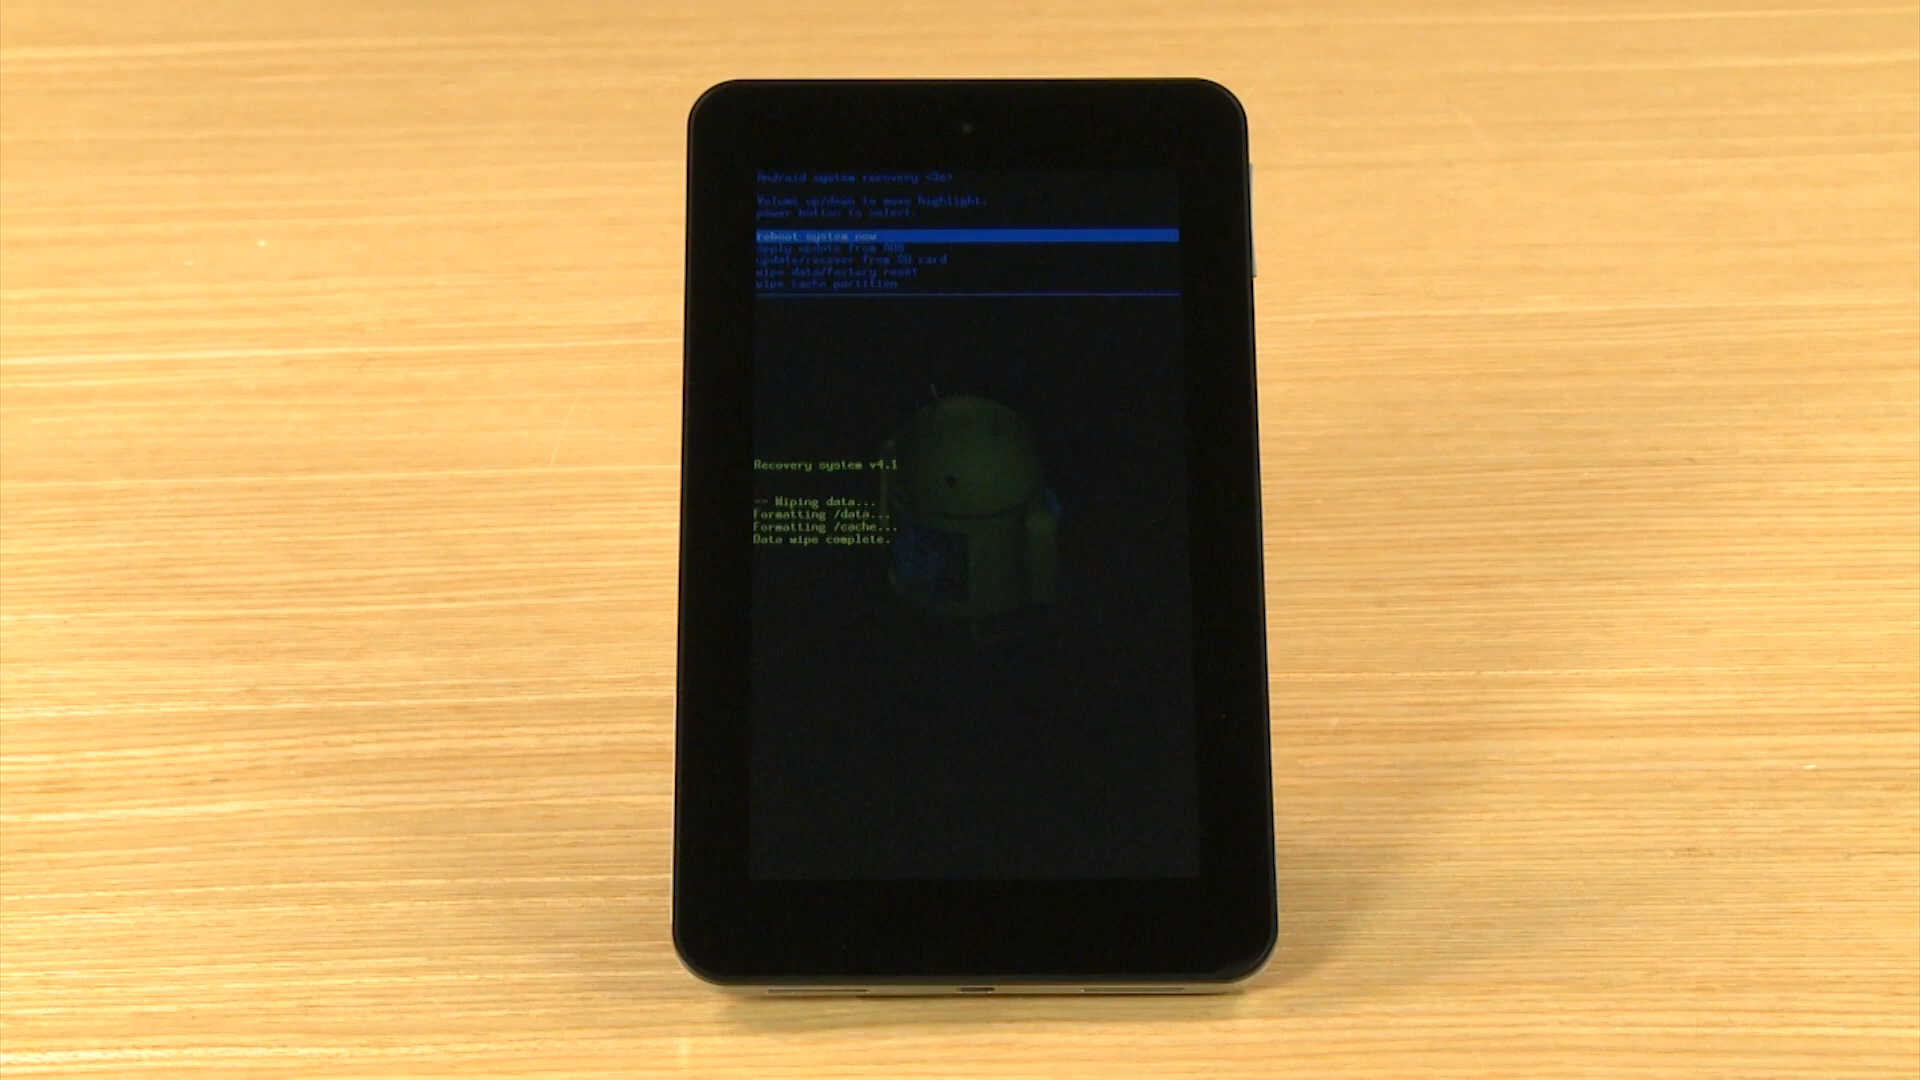 Android system recovery <3e>
Volume up/down to move highlight;
power button to select.
reboot system now
apply update from ADB
update/recover from SD card
wipe data/factory reset
wipe cache partition
Recovery system v4.1
-- Wiping data...
Formatting /data...
Formatting /cache...
Data wipe complete.